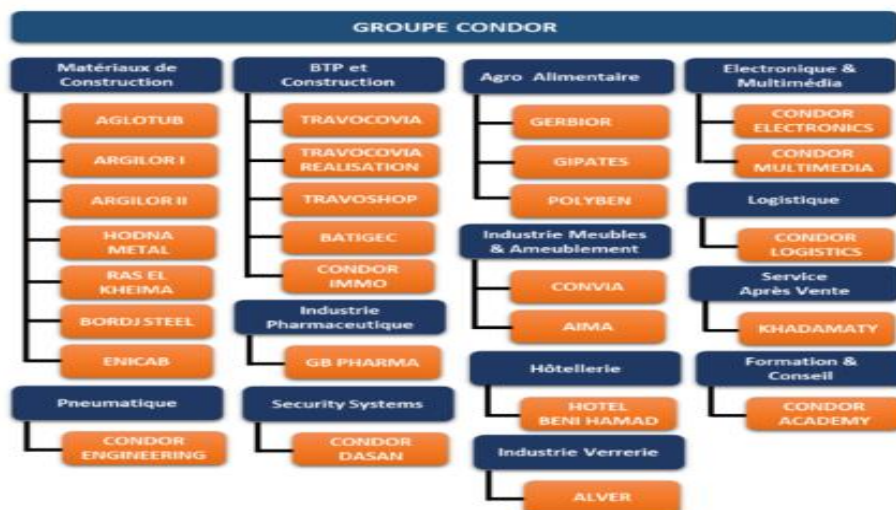 GROUPE CONDOR
Matériaux de
Construction
AGLOTUB
ARGILOR I
ARGILOR II
HODNA
METAL
RAS EL
KHEIMA
BORDJ STEEL
ENICAB
Pneumatique
CONDOR
ENGINEERING
BTP et
Construction
TRAVOCOVIA
TRAVOCOVIA
REALISATION
TRAVOSHOP
BATIGEC
CONDOR
IMMO
Industrie
Pharmaceutique
GB PHARMA
Security Systems
CONDOR
DASAN
Agro Alimentaire
GERBIOR
GIPATES
POLYBEN
Industrie Meubles
& Ameublement
CONVIA
AIMA
Hôtellerie
HOTEL
BENI HAMAD
Industrie Verrerie
ALVER
Electronique &
Multimédia
CONDOR
ELECTRONICS
CONDOR
MULTIMEDIA
Logistique
CONDOR
LOGISTICS
Service
Après Vente
KHADAMATY
Formation &
Conseil
CONDOR
ACADEMY